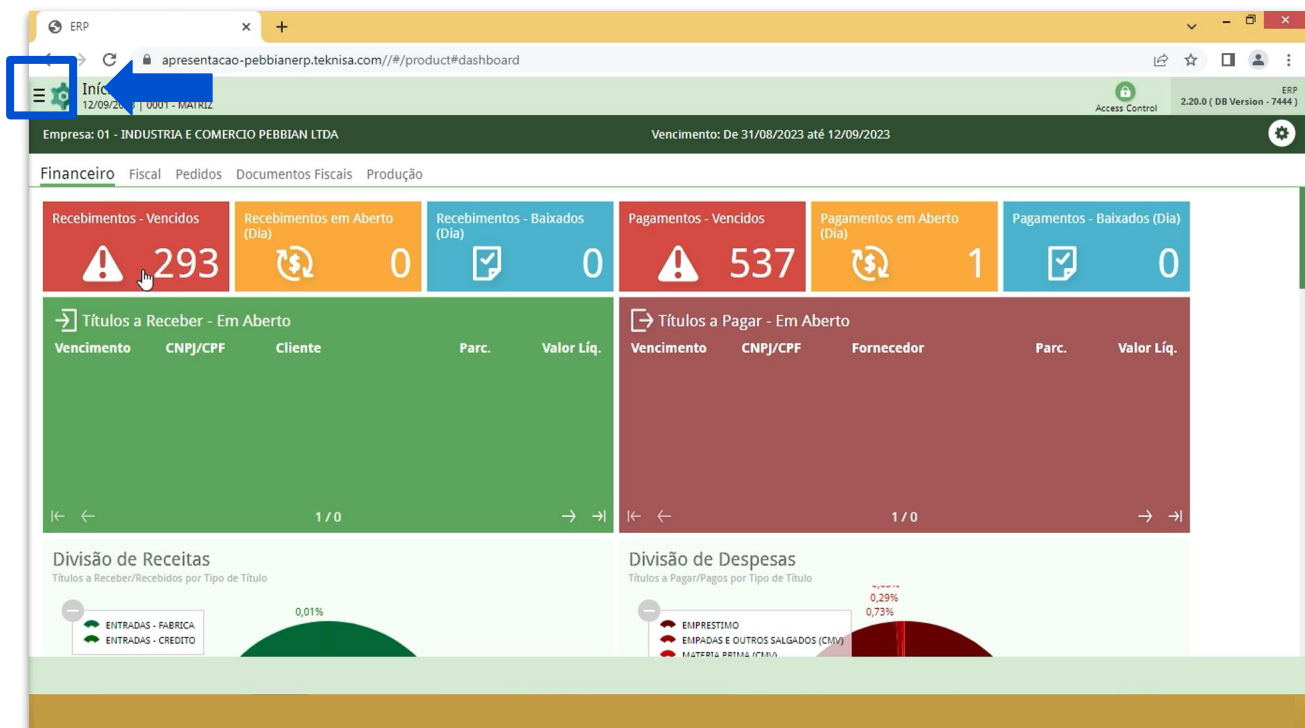 ERP
apresentacao-pebbianerp.teknisa.com//#/product#dashboard
12/09/20 | 0001 - MATRIZ
Access Control
ERP
2.20.0 ( DB Version - 7444 )
Empresa: 01 - INDUSTRIA E COMERCIO PEBBIAN LTDA
Vencimento: De 31/08/2023 até 12/09/2023
Financeiro Fiscal Pedidos Documentos Fiscais Produção
Recebimentos - Vencidos
293
Recebimentos em Aberto
(Dia)
0
Recebimentos - Baixados
(Dia)
0
Pagamentos - Vencidos
537
Pagamentos em Aberto
(Dia)
1
Pagamentos - Baixados (Dia)
0
Títulos a Receber - Em Aberto
Vencimento CNPJ/CPF Cliente Parc. Valor Líq.
1 / 0
Títulos a Pagar - Em Aberto
Vencimento CNPJ/CPF Fornecedor Parc. Valor Líq.
1 / 0
Divisão de Receitas
Títulos a Receber/Recebidos por Tipo de Título
0,01%
ENTRADAS - FABRICA
ENTRADAS - CREDITO
Divisão de Despesas
Títulos a Pagar/Pagos por Tipo de Título
0,29%
0,73%
EMPRESTIMO
EMPADAS E OUTROS SALGADOS (CMV)
MATERIA PRIMA (CMV)